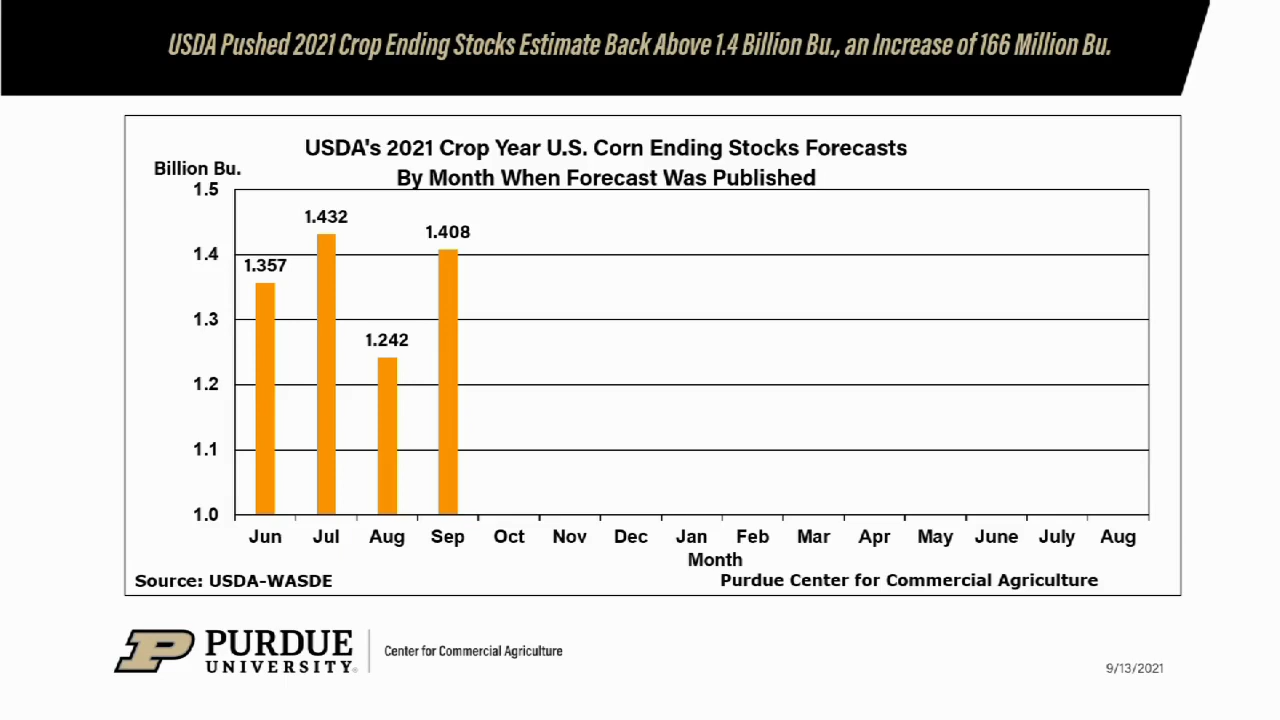 USDA Pushed 2021 Crop Ending Stocks Estimate Back Above 1.4 Billion Bu., an Increase of 166 Million Bu.
USDA's 2021 Crop Year U.S. Corn Ending Stocks Forecasts
By Month When Forecast Was Published
Billion Bu.
1.5
1.4
1.3
1.2
1.1
1.0
1.357
1.432
1.242
1.408
Jun Jul Aug Sep Oct Nov Dec Jan Feb Mar Apr May June July Aug
Month
Source: USDA-WASDE
Purdue Center for Commercial Agriculture
P PURDUE
UNIVERSITY®
Center for Commercial Agriculture
9/13/2021